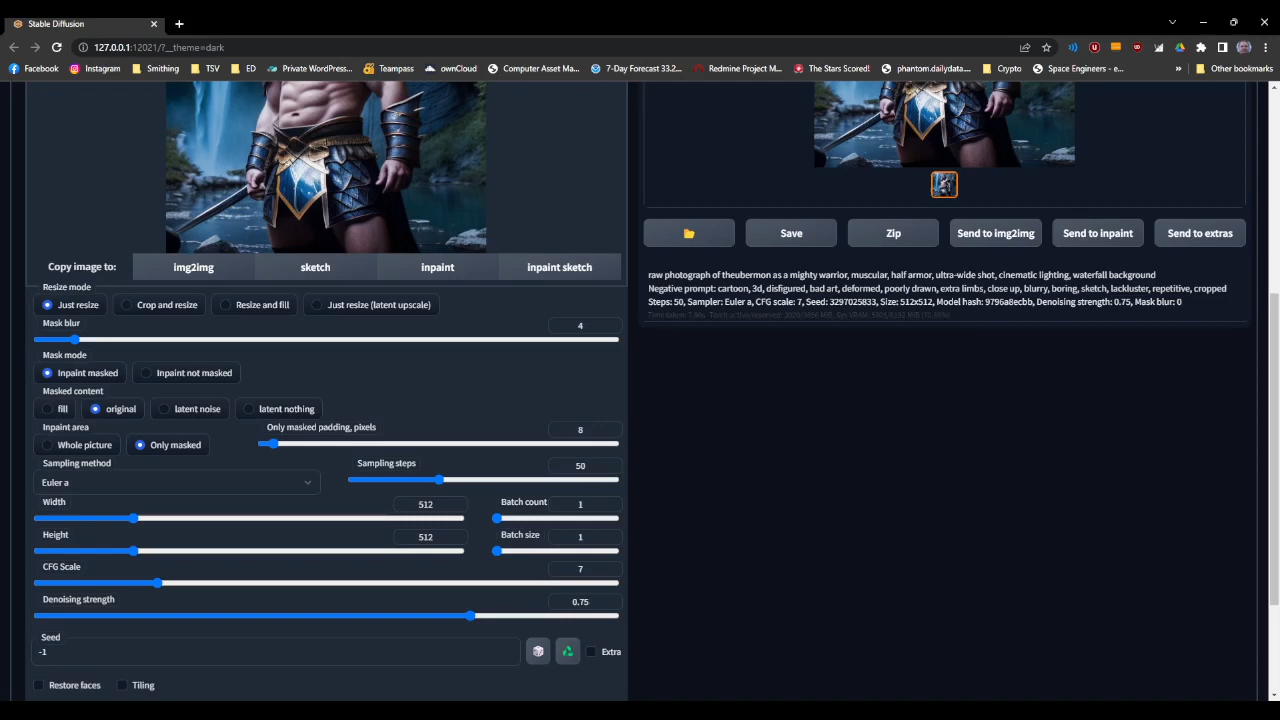 Stable Diffusion
127.0.0.1:12021/?__theme=dark
Facebook Instagram Smithing TSV ED Private WordPress... Teampass ownCloud Computer Asset Ma... 7-Day Forecast 33.2... Redmine Project M... The Stars Scored! phantom.dailydata... Crypto Space Engineers - e... » Other bookmarks
Copy image to: img2img sketch inpaint inpaint sketch
Resize mode
Just resize Crop and resize Resize and fill Just resize (latent upscale)
Mask blur 4
Mask mode
Inpaint masked Inpaint not masked
Masked content
fill original latent noise latent nothing
Inpaint area Only masked padding, pixels 8
Whole picture Only masked
Sampling method Sampling steps 50
Euler a
Width 512 Batch count 1
Height 512 Batch size 1
CFG Scale 7
Denoising strength 0.75
Seed
-1
Extra
Restore faces Tiling
Save Zip Send to img2img Send to inpaint Send to extras
raw photograph of theubermon as a mighty warrior, muscular, half armor, ultra-wide shot, cinematic lighting, waterfall background
Negative prompt: cartoon, 3d, disfigured, bad art, deformed, poorly drawn, extra limbs, close up, blurry, boring, sketch, lackluster, repetitive, cropped
Steps: 50, Sampler: Euler a, CFG scale: 7, Seed: 3297025833, Size: 512x512, Model hash: 9796a8ecbb, Denoising strength: 0.75, Mask blur: 0